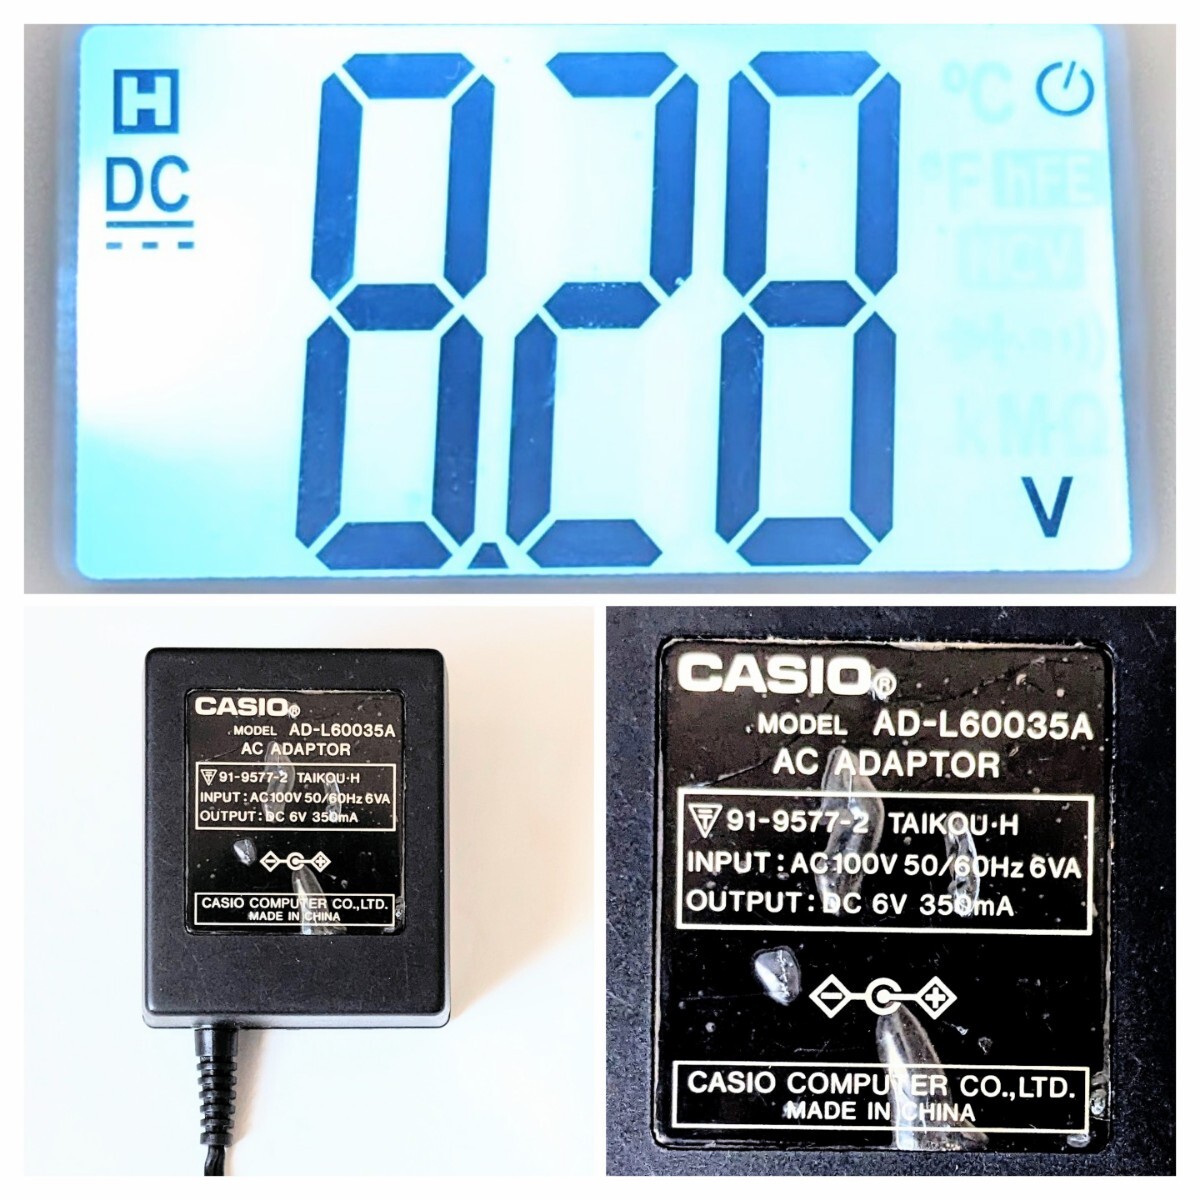 H
DC
8.28
V
°C
°F hFE
NCV
k MΩ
CASIO®
MODEL AD-L60035A
AC ADAPTOR
T 91-9577-2 TAIKOU·H
INPUT : AC100V 50/60Hz 6VA
OUTPUT : DC 6V 350mA
CASIO COMPUTER CO.,LTD.
MADE IN CHINA
CASIO®
MODEL AD-L60035A
AC ADAPTOR
T 91-9577-2 TAIKOU·H
INPUT : AC100V 50/60Hz 6VA
OUTPUT : DC 6V 350mA
CASIO COMPUTER CO.,LTD.
MADE IN CHINA